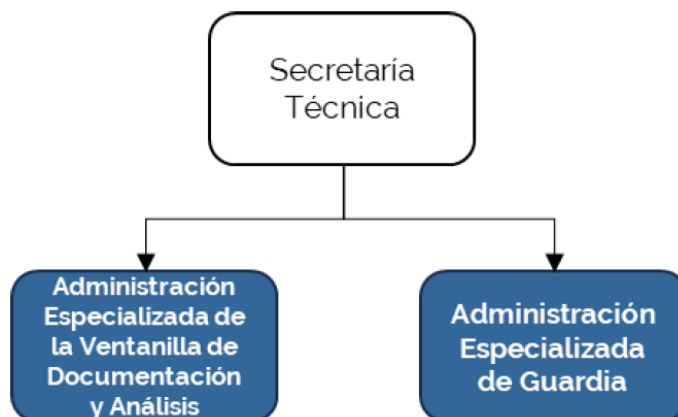 Secretaría
Técnica
Administración
Especializada de
la Ventanilla de
Documentación
y Análisis
Administración
Especializada
de Guardia